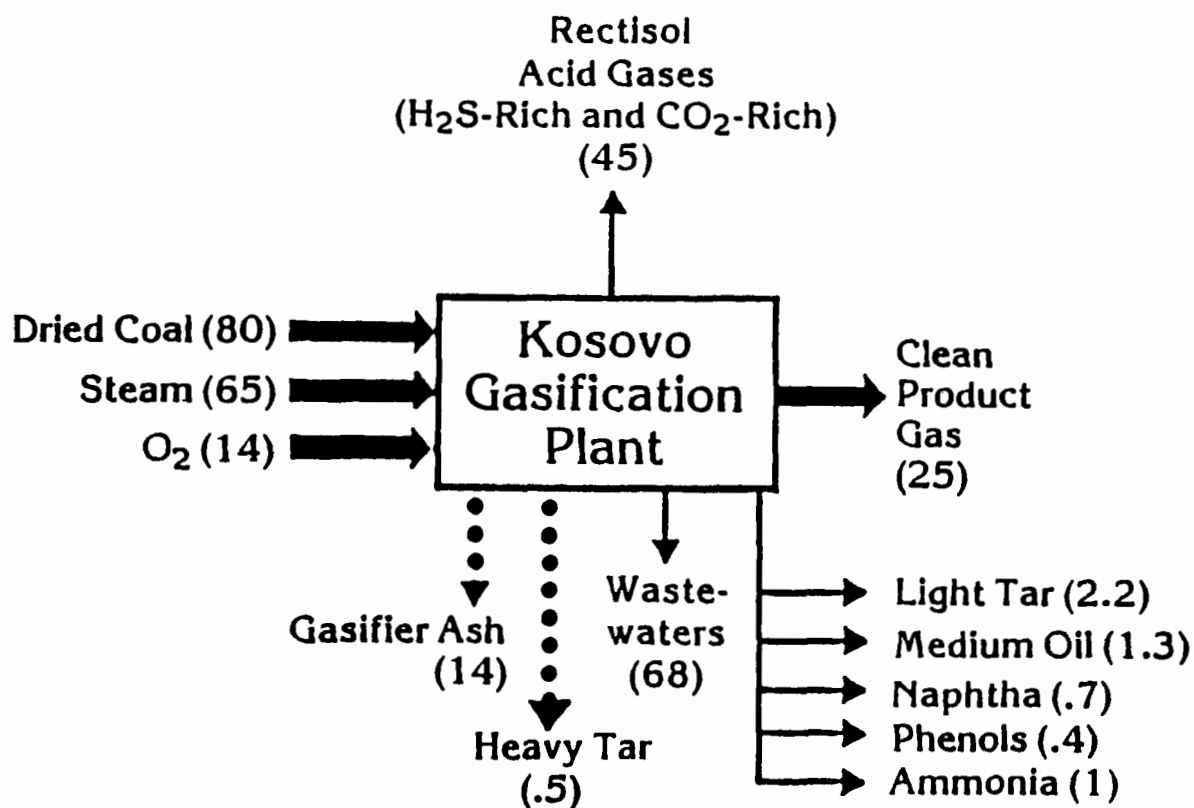 Rectisol
Acid Gases
(H₂S-Rich and CO₂-Rich)
(45)
Dried Coal (80)
Steam (65)
O₂ (14)
Kosovo
Gasification
Plant
Clean
Product
Gas
(25)
Gasifier Ash
(14)
Heavy Tar
(.5)
Waste-
waters
(68)
Light Tar (2.2)
Medium Oil (1.3)
Naphtha (.7)
Phenols (.4)
Ammonia (1)